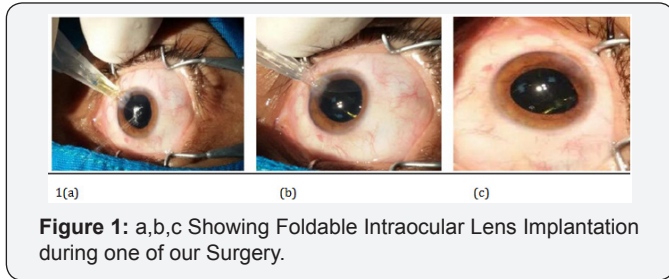 1(a) (b) (c)
Figure 1: a,b,c Showing Foldable Intraocular Lens Implantation
during one of our Surgery.